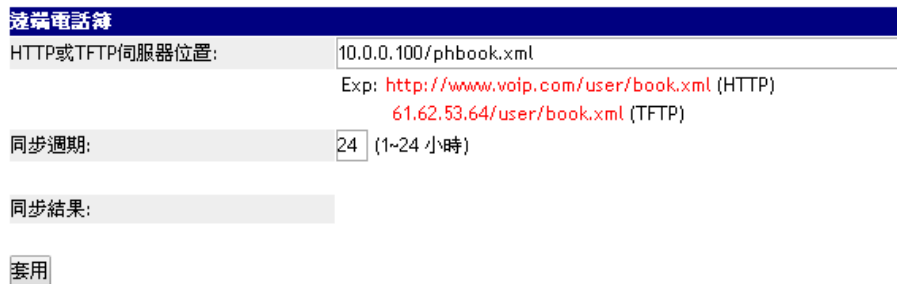 遠端電話簿
HTTP或TFTP伺服器位置: 10.0.0.100/phbook.xml
Exp: http://www.voip.com/user/book.xml (HTTP)
61.62.53.64/user/book.xml (TFTP)
同步週期: 24 (1~24 小時)
同步結果:
套用